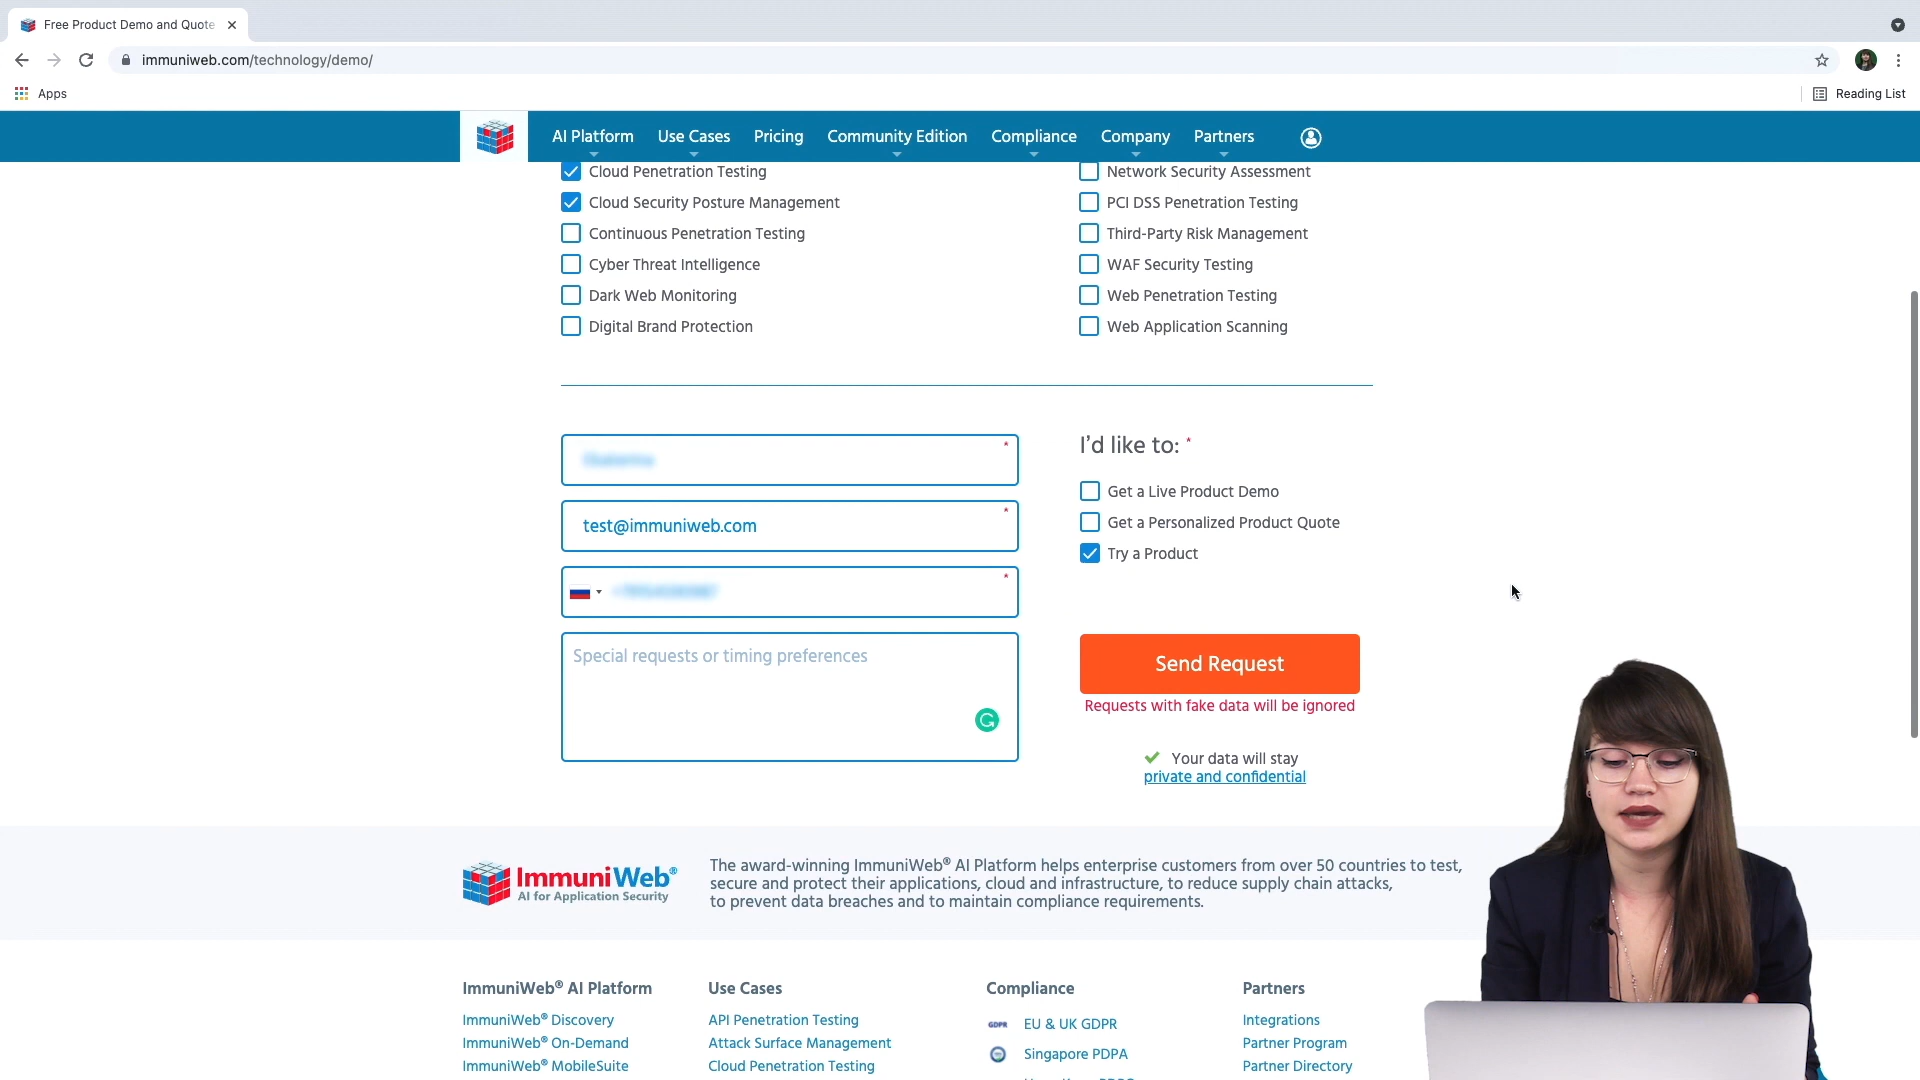 Free Product Demo and Quote
immuniweb.com/technology/demo/
Apps
Reading List
AI Platform
Use Cases
Pricing
Community Edition
Compliance
Company
Partners
Cloud Penetration Testing
Network Security Assessment
Cloud Security Posture Management
PCI DSS Penetration Testing
Continuous Penetration Testing
Third-Party Risk Management
Cyber Threat Intelligence
WAF Security Testing
Dark Web Monitoring
Web Penetration Testing
Digital Brand Protection
Web Application Scanning
*
test@immuniweb.com *
*
Special requests or timing preferences
I'd like to: *
Get a Live Product Demo
Get a Personalized Product Quote
Try a Product
Send Request
Requests with fake data will be ignored
Your data will stay
private and confidential
ImmuniWeb®
AI for Application Security
The award-winning ImmuniWeb® AI Platform helps enterprise customers from over 50 countries to test,
secure and protect their applications, cloud and infrastructure, to reduce supply chain attacks,
to prevent data breaches and to maintain compliance requirements.
ImmuniWeb® AI Platform
ImmuniWeb® Discovery
ImmuniWeb® On-Demand
ImmuniWeb® MobileSuite
Use Cases
API Penetration Testing
Attack Surface Management
Cloud Penetration Testing
Compliance
GDPR EU & UK GDPR
Singapore PDPA
Partners
Integrations
Partner Program
Partner Directory